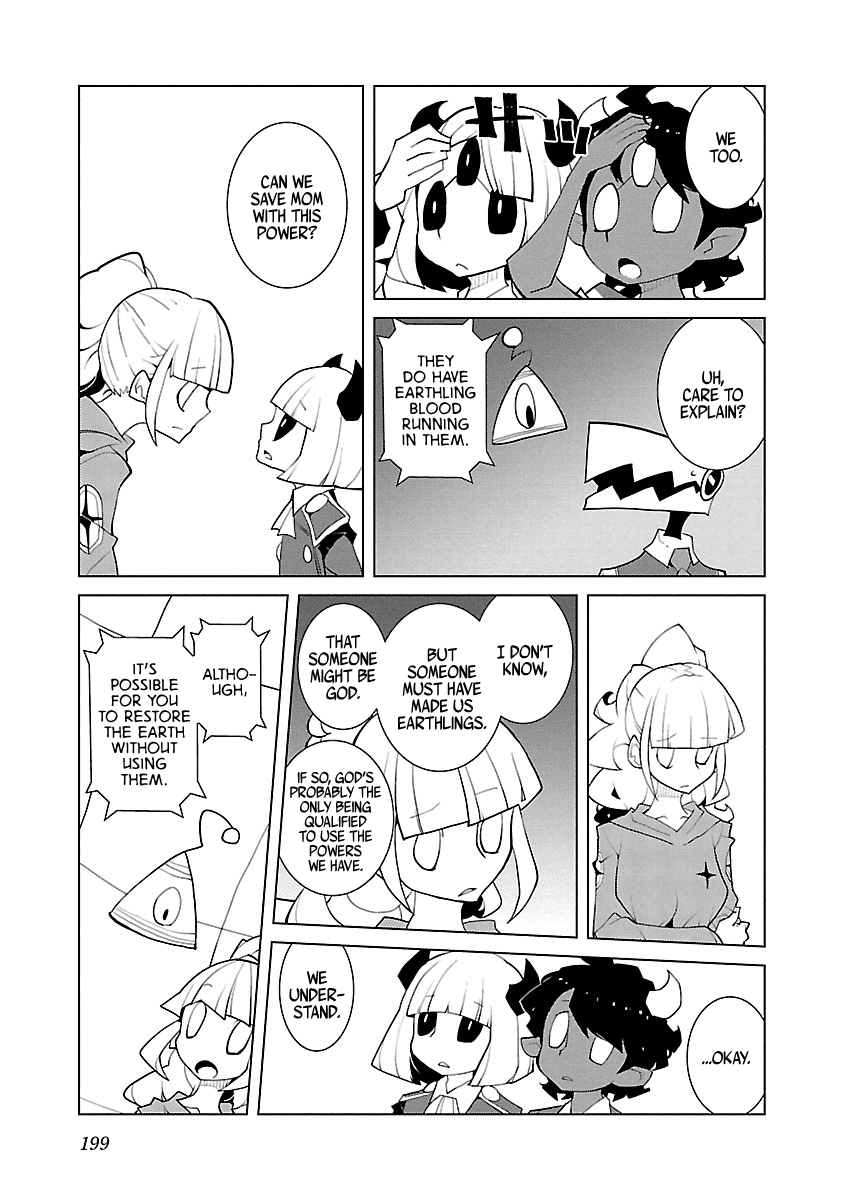 WE
TOO.
ザッ
UH,
CARE TO
EXPLAIN?
THEY
DO HAVE
EARTHLING
BLOOD
RUNNING
IN THEM.
CAN WE
SAVE MOM
WITH THIS
POWER?
I DON'T
KNOW,
BUT
SOMEONE
MUST HAVE
MADE US
EARTHLINGS.
THAT
SOMEONE
MIGHT BE
GOD.
IF SO, GOD'S
PROBABLY THE
ONLY BEING
QUALIFIED
TO USE THE
POWERS
WE HAVE.
...OKAY.
WE
UNDER-
STAND.
ALTHO-
UGH,
IT'S
POSSIBLE
FOR YOU
TO RESTORE
THE EARTH
WITHOUT
USING
THEM.
199